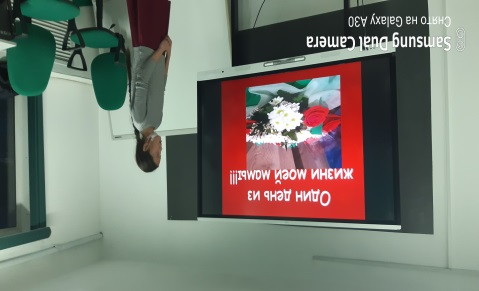 Один день из
жизни моей мамы!!!
Samsung Dual Camera
Снято на Galaxy A30